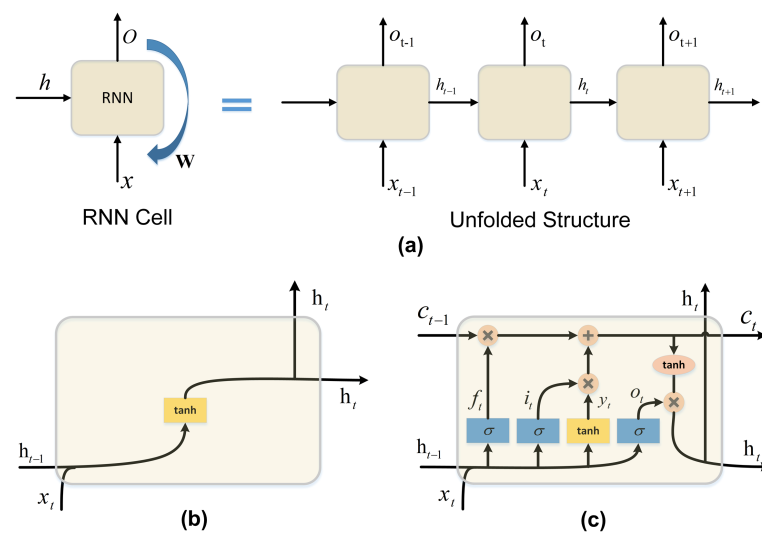 O
o_{t-1} o_t o_{t+1}
h RNN h_{t-1} h_t h_{t+1}
=
W
x x_{t-1} x_t x_{t+1}
RNN Cell Unfolded Structure
(a)
h_t
tanh
h_t
h_{t-1}
x_t
(b)
h_t
c_{t-1} × + c_t
tanh
f_t i_t × y_t o_t ×
σ σ tanh σ
h_{t-1} h_t
x_t
(c)